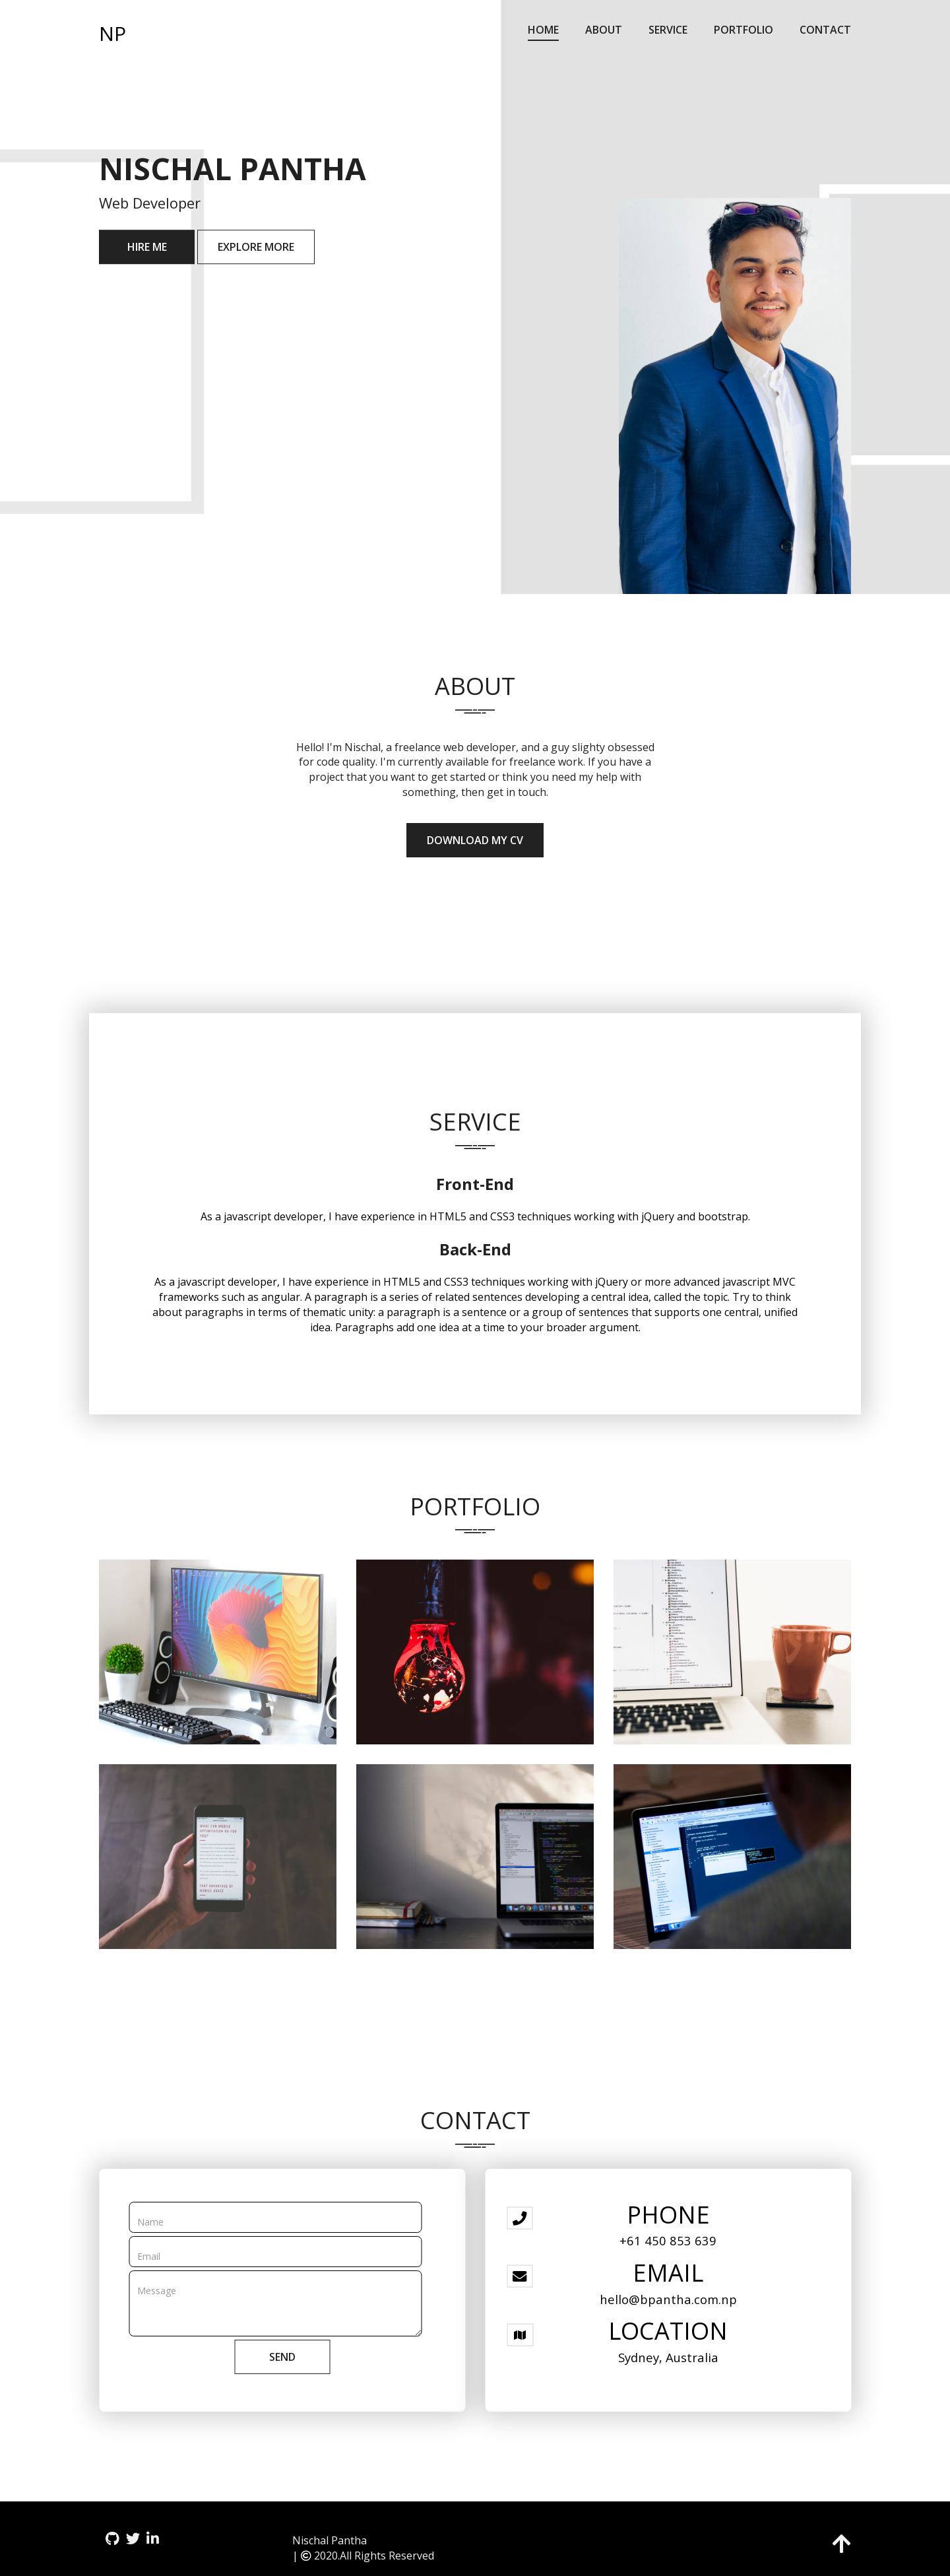 NP
HOME ABOUT SERVICE PORTFOLIO CONTACT
NISCHAL PANTHA
Web Developer
HIRE ME EXPLORE MORE
ABOUT
Hello! I'm Nischal, a freelance web developer, and a guy slighty obsessed
for code quality. I'm currently available for freelance work. If you have a
project that you want to get started or think you need my help with
something, then get in touch.
DOWNLOAD MY CV
SERVICE
Front-End
As a javascript developer, I have experience in HTML5 and CSS3 techniques working with jQuery and bootstrap.
Back-End
As a javascript developer, I have experience in HTML5 and CSS3 techniques working with jQuery or more advanced javascript MVC
frameworks such as angular. A paragraph is a series of related sentences developing a central idea, called the topic. Try to think
about paragraphs in terms of thematic unity: a paragraph is a sentence or a group of sentences that supports one central, unified
idea. Paragraphs add one idea at a time to your broader argument.
PORTFOLIO
WHAT CAN MOBILE
OPTIMIZATION DO FOR
YOU?
CONTACT
Name
Email
Message
SEND
PHONE
+61 450 853 639
EMAIL
hello@bpantha.com.np
LOCATION
Sydney, Australia
Nischal Pantha
| © 2020.All Rights Reserved